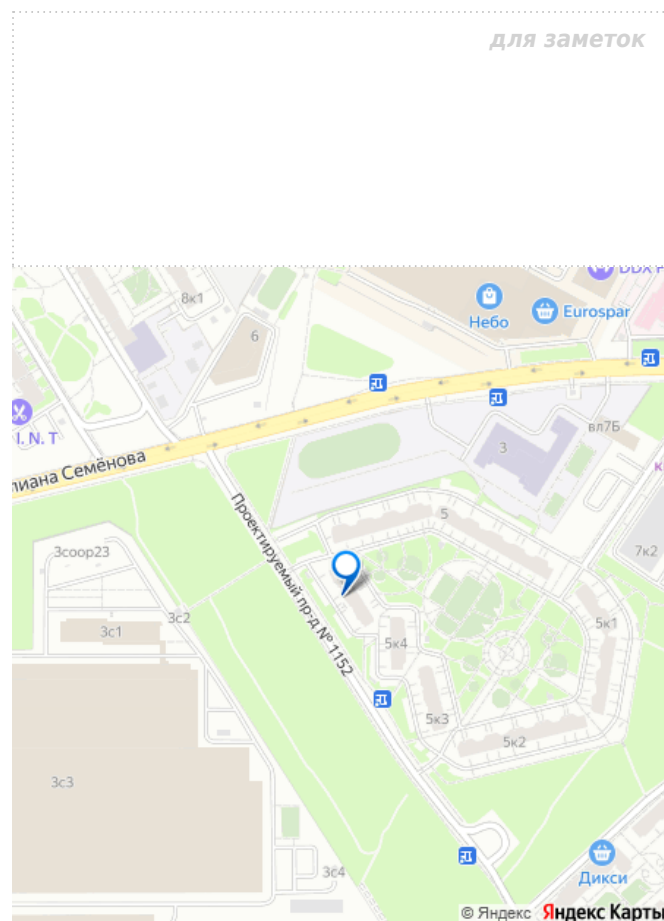 для заметок
DDX F
8к1
Небо
Eurospar
6
I. N. T
3
вл7Б
лиана Семёнова
к
Проектируемый пр-д № 1152
5
3соор23
7к2
3с2
3с1
5к1
5к4
5к3
5к2
3с3
3с4
Дикси
© Яндекс Яндекс Карты